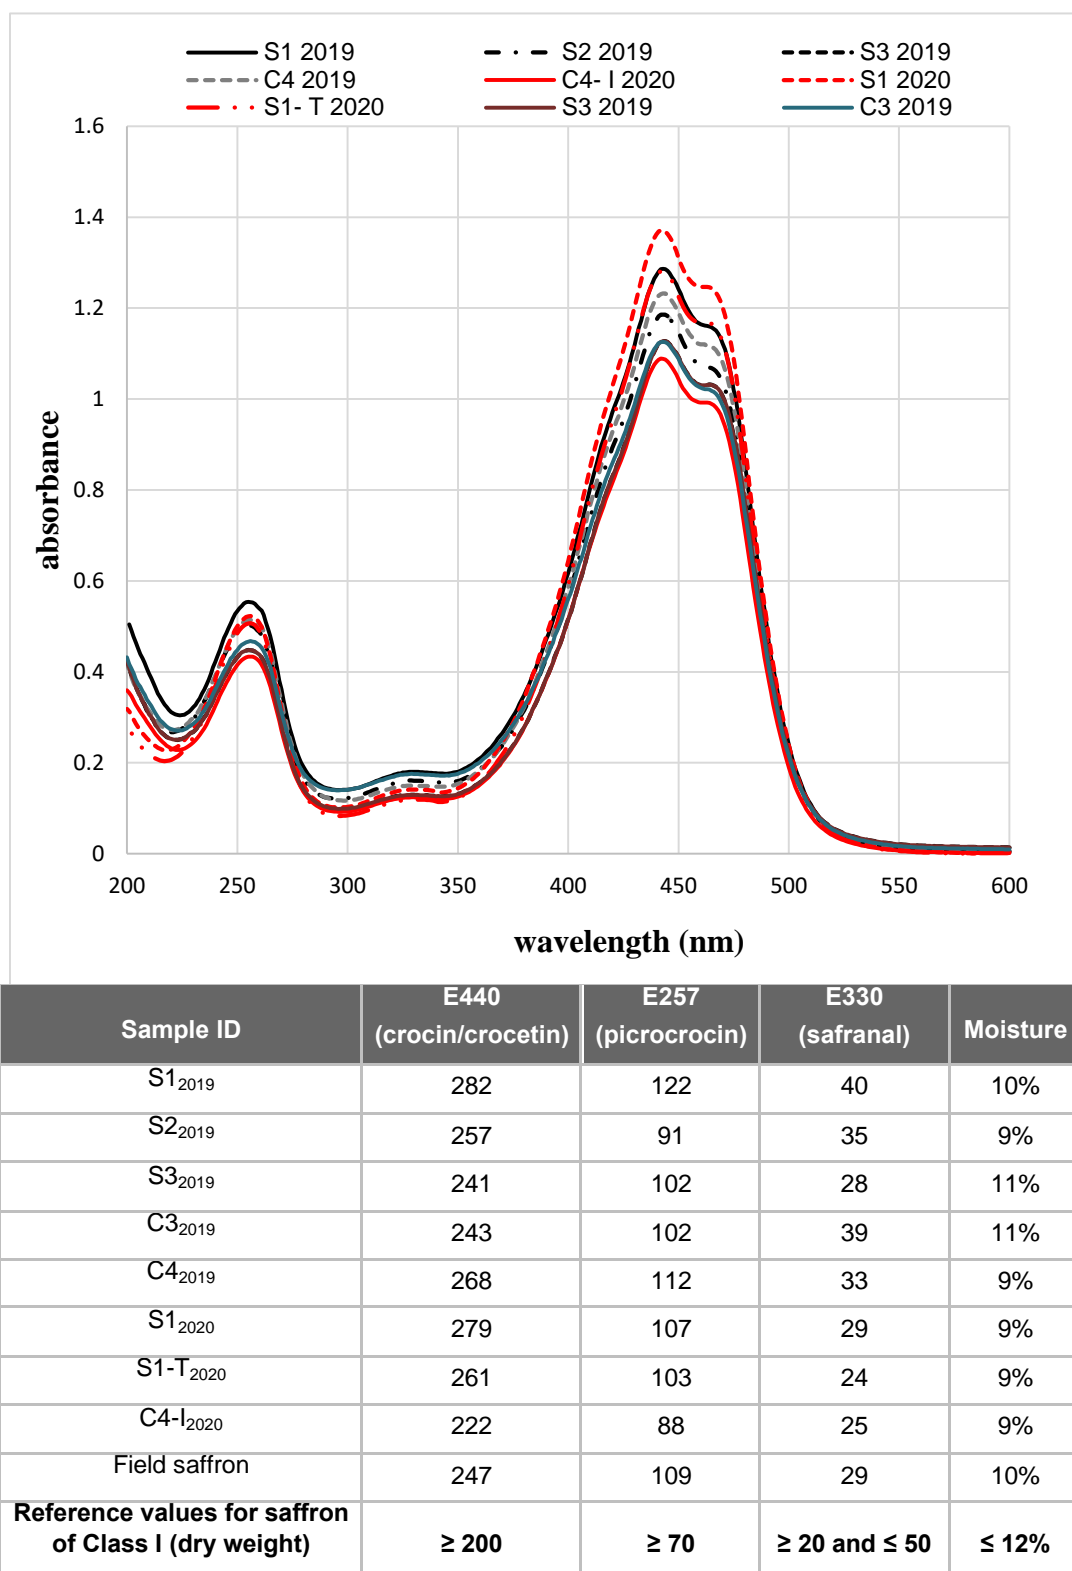 S1 2019 S2 2019 S3 2019
C4 2019 C4- I 2020 S1 2020
S1- T 2020 S3 2019 C3 2019
1.6
1.4
1.2
1
0.8
0.6
0.4
0.2
0
absorbance
200 250 300 350 400 450 500 550 600
wavelength (nm)
Sample ID E440 (crocin/crocetin) E257 (picrocrocin) E330 (safranal) Moisture
S1₂₀₁₉ 282 122 40 10%
S2₂₀₁₉ 257 91 35 9%
S3₂₀₁₉ 241 102 28 11%
C3₂₀₁₉ 243 102 39 11%
C4₂₀₁₉ 268 112 33 9%
S1₂₀₂₀ 279 107 29 9%
S1-T₂₀₂₀ 261 103 24 9%
C4-I₂₀₂₀ 222 88 25 9%
Field saffron 247 109 29 10%
Reference values for saffron
of Class I (dry weight) ≥ 200 ≥ 70 ≥ 20 and ≤ 50 ≤ 12%